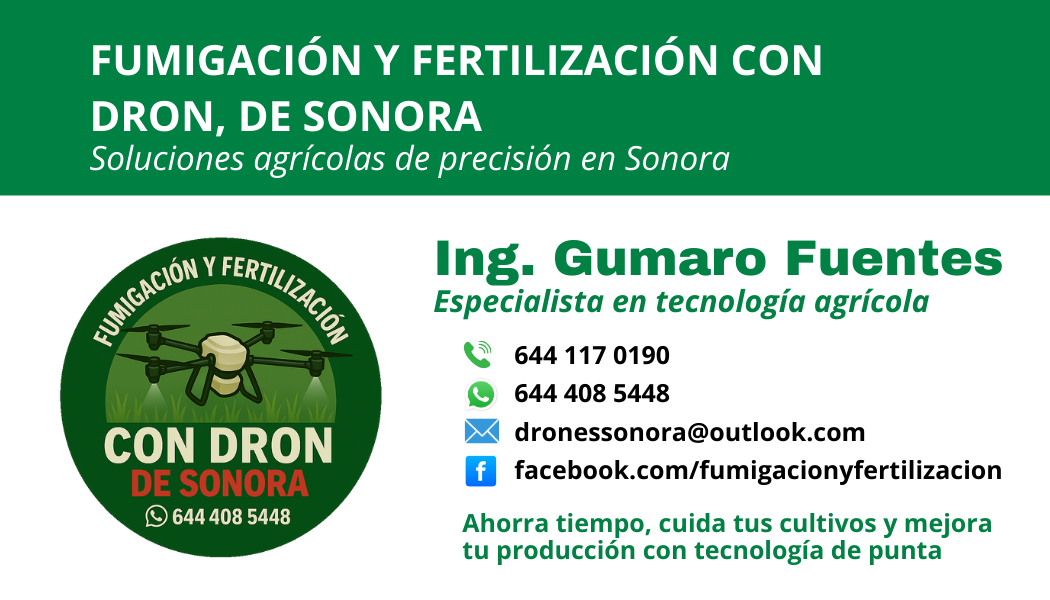 FUMIGACIÓN Y FERTILIZACIÓN CON
DRON, DE SONORA
Soluciones agrícolas de precisión en Sonora
FUMIGACIÓN Y FERTILIZACIÓN
CON DRON
DE SONORA
644 408 5448
Ing. Gumaro Fuentes
Especialista en tecnología agrícola
644 117 0190
644 408 5448
dronessonora@outlook.com
facebook.com/fumigacionyfertilizacion
Ahorra tiempo, cuida tus cultivos y mejora
tu producción con tecnología de punta